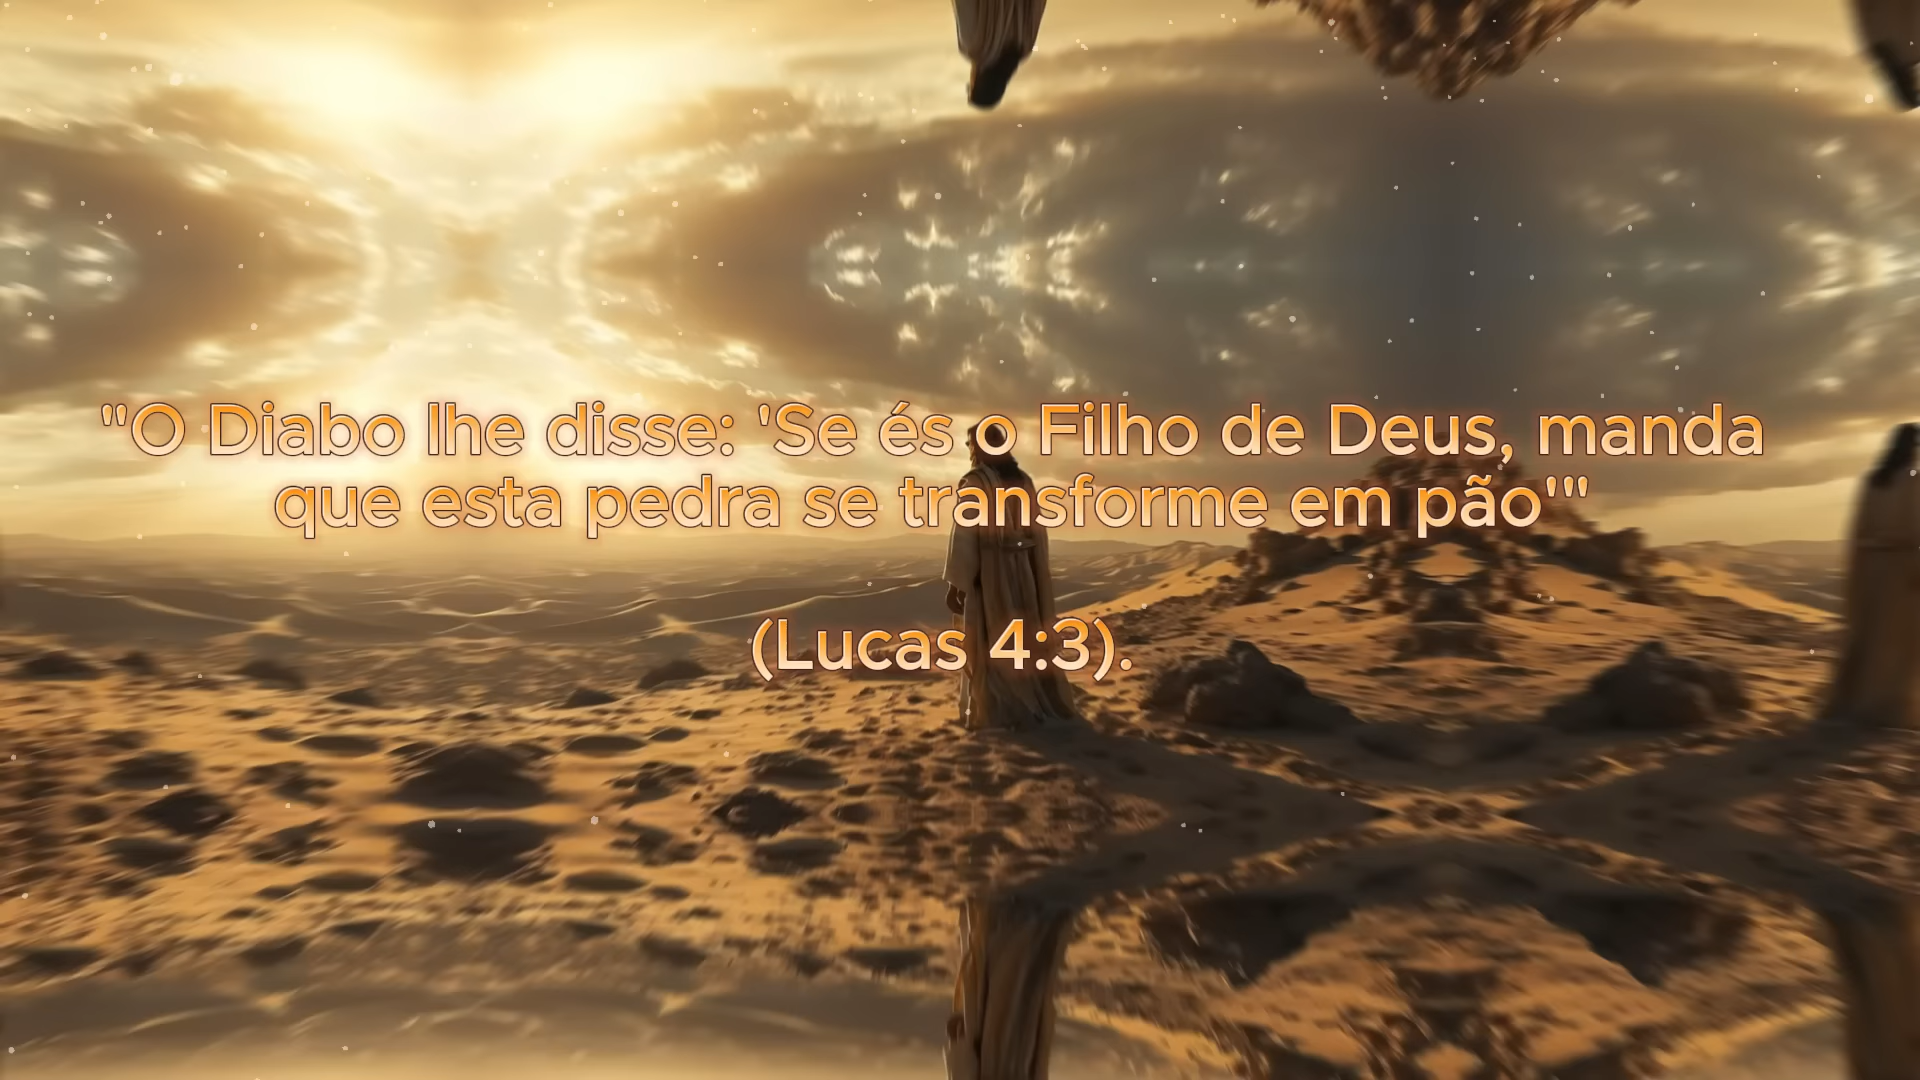 "O Diabo lhe disse: 'Se és o Filho de Deus, manda
que esta pedra se transforme em pão'"
(Lucas 4:3).